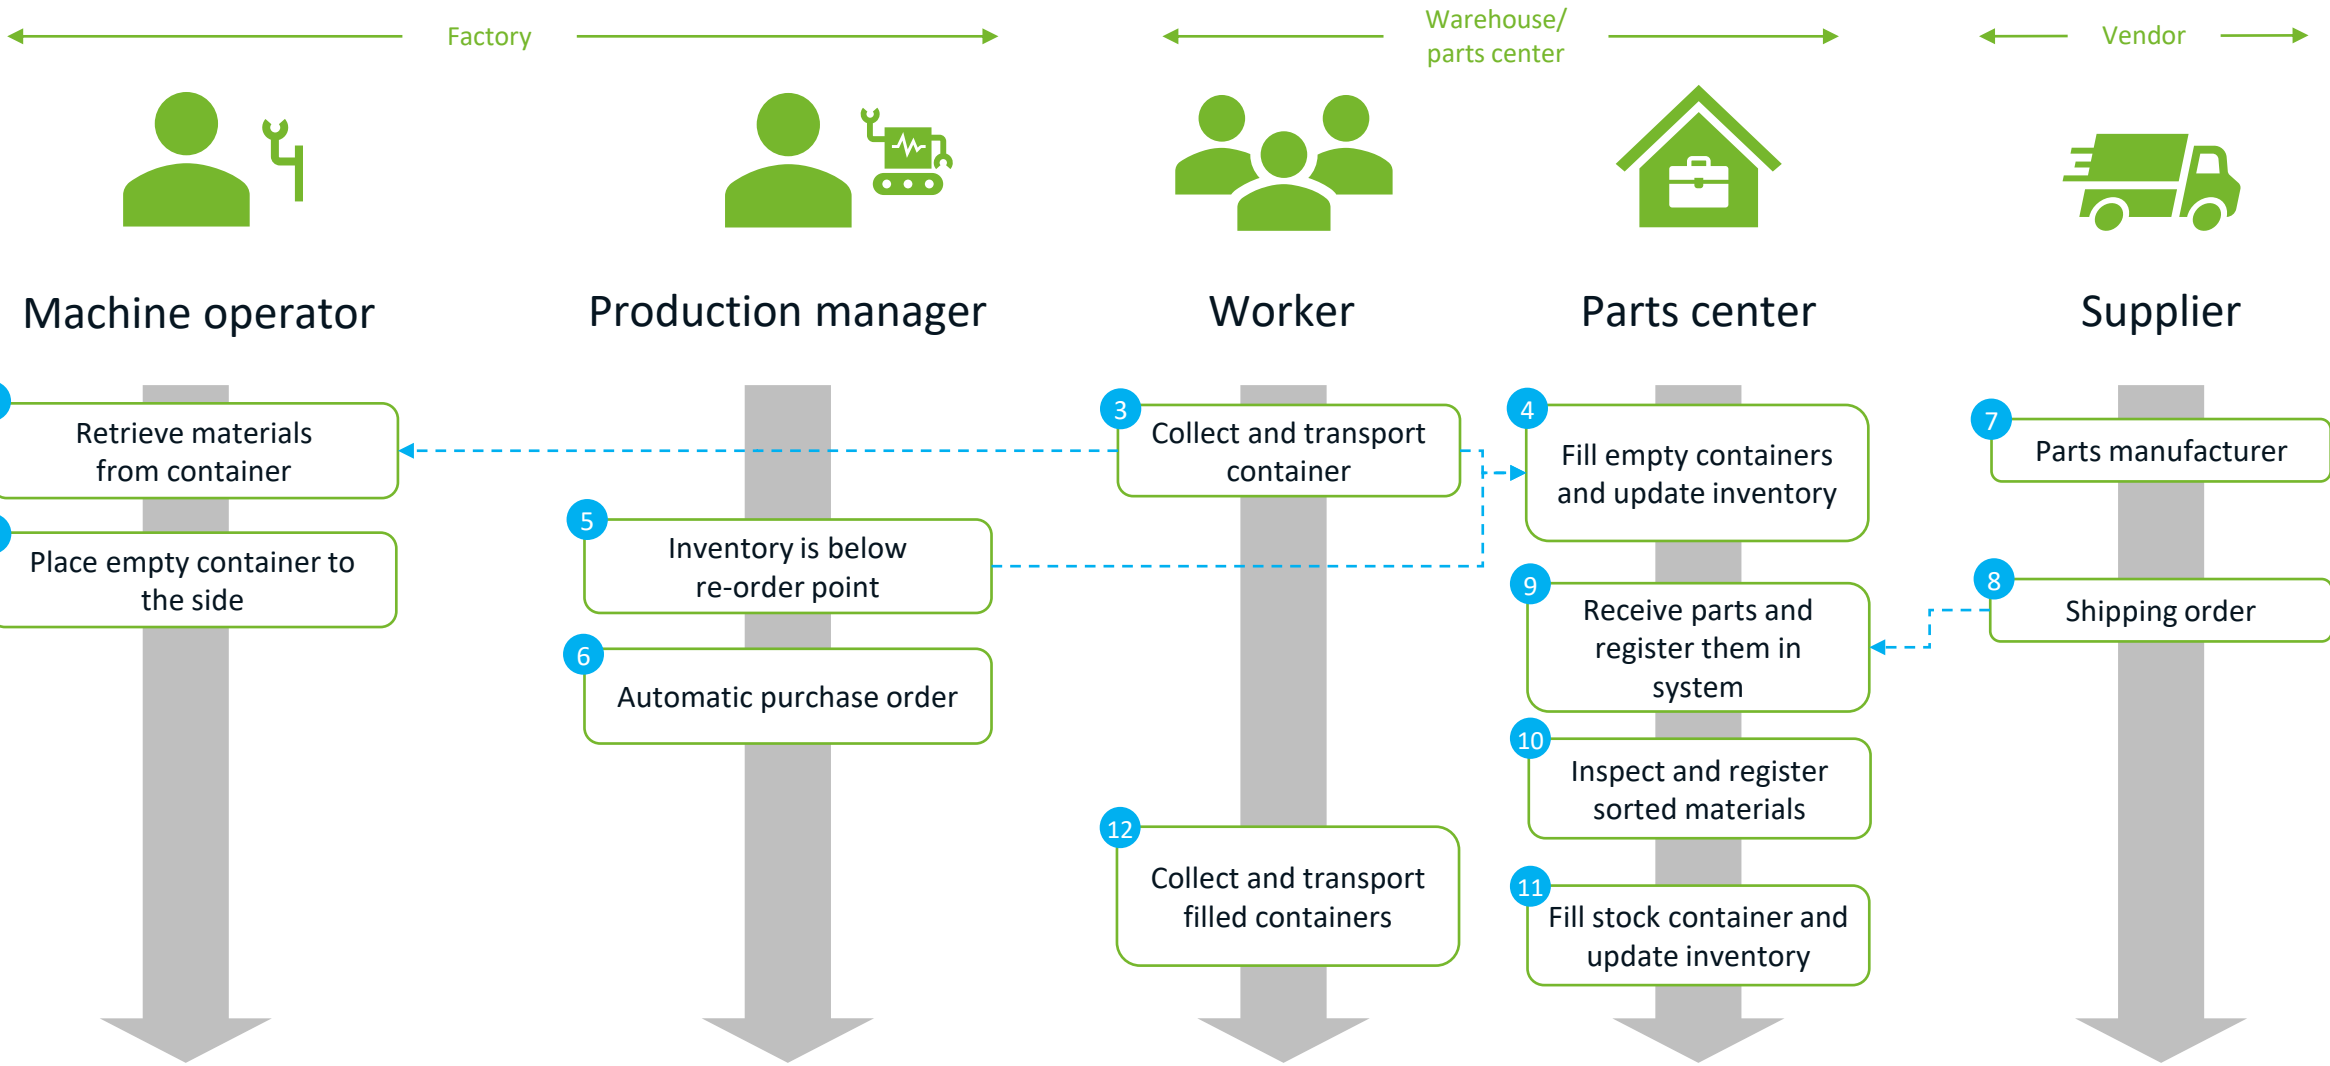 Factory
Warehouse/
parts center
Vendor
Machine operator
Production manager
Worker
Parts center
Supplier
Retrieve materials
from container
Place empty container to
the side
5
Inventory is below
re-order point
6
Automatic purchase order
3
Collect and transport
container
12
Collect and transport
filled containers
4
Fill empty containers
and update inventory
9
Receive parts and
register them in
system
10
Inspect and register
sorted materials
11
Fill stock container and
update inventory
7
Parts manufacturer
8
Shipping order